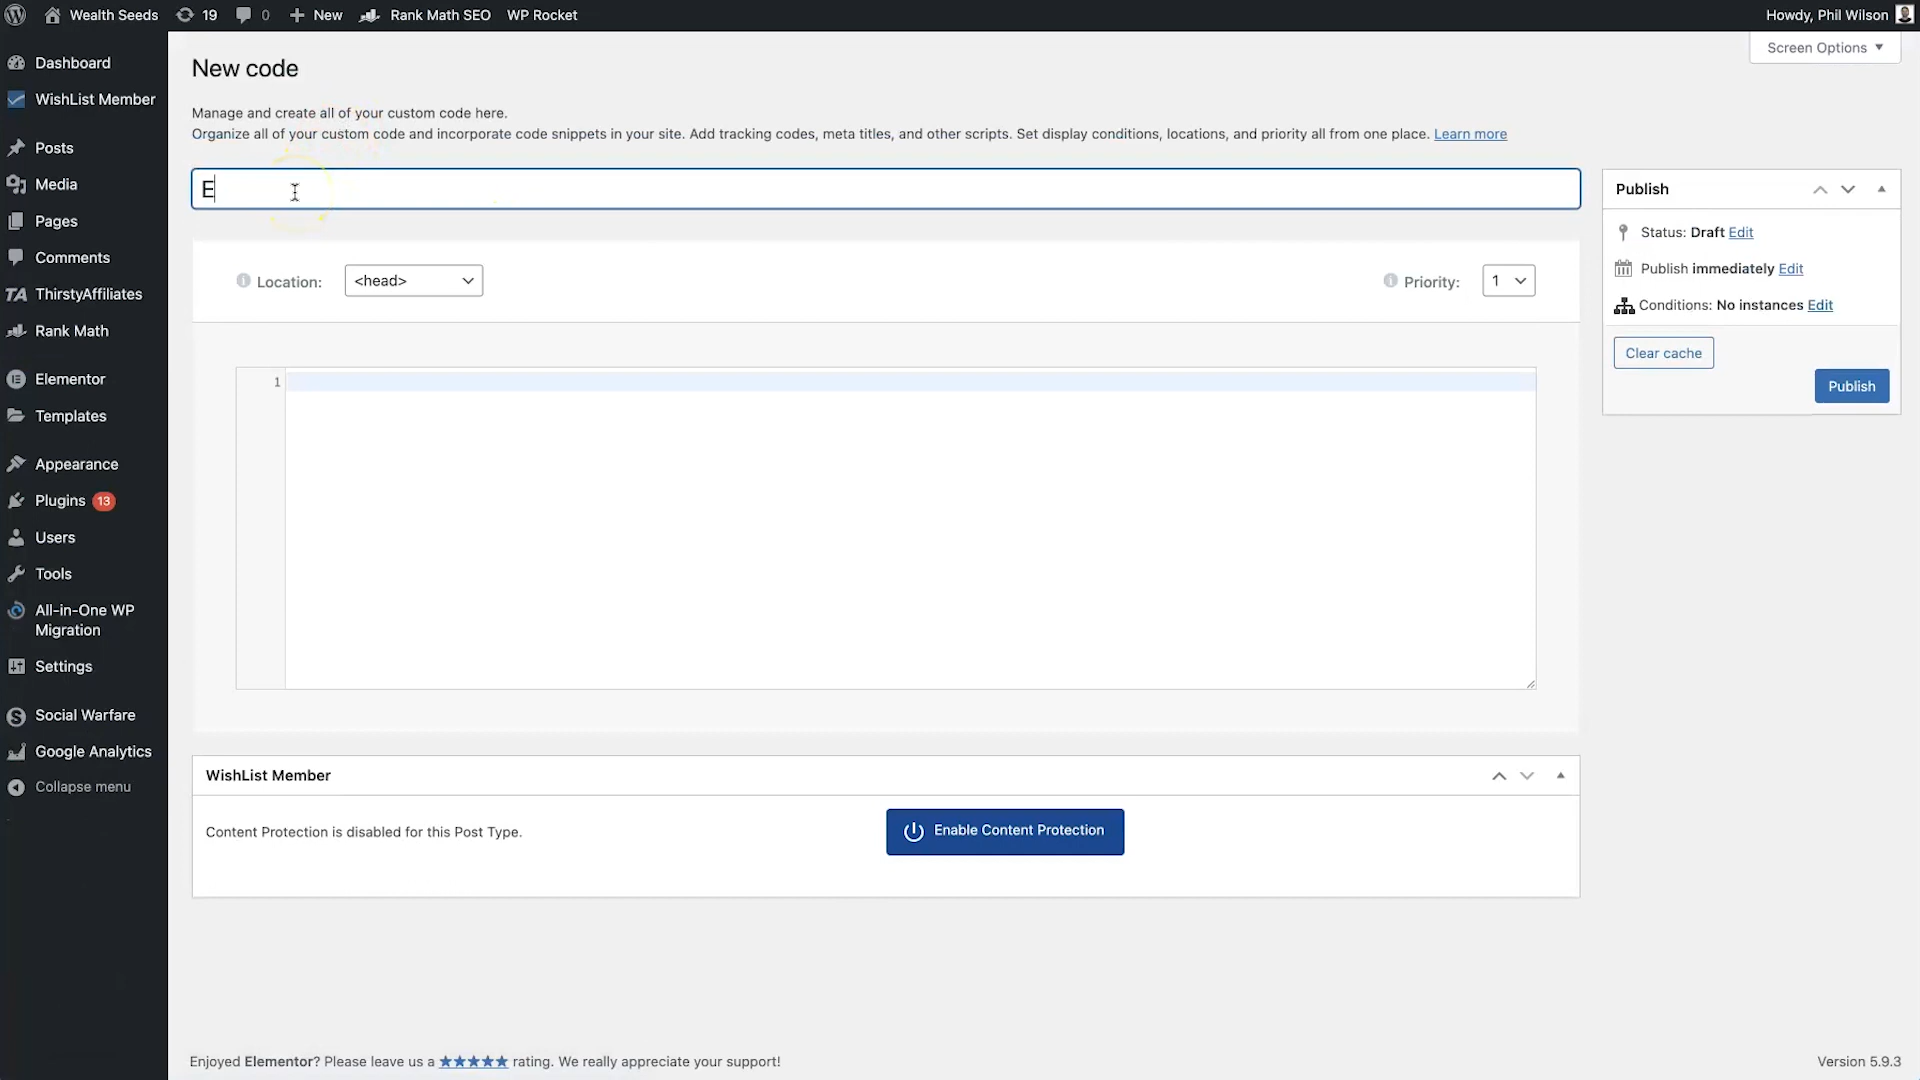 Wealth Seeds 19 0 New Rank Math SEO WP Rocket Howdy, Phil Wilson
Screen Options
Dashboard
WishList Member
Posts
Media
Pages
Comments
TA ThirstyAffiliates
Rank Math
Elementor
Templates
Appearance
Plugins 13
Users
Tools
All-in-One WP
Migration
Settings
Social Warfare
Google Analytics
Collapse menu
New code
Manage and create all of your custom code here.
Organize all of your custom code and incorporate code snippets in your site. Add tracking codes, meta titles, and other scripts. Set display conditions, locations, and priority all from one place. Learn more
E
Location: <head> Priority: 1
1
WishList Member
Content Protection is disabled for this Post Type. Enable Content Protection
Publish
Status: Draft Edit
Publish immediately Edit
Conditions: No instances Edit
Clear cache
Publish
Enjoyed Elementor? Please leave us a ★★★★★ rating. We really appreciate your support! Version 5.9.3